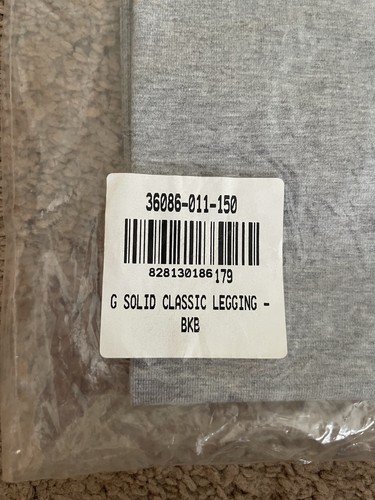 36086-011-150
828130186179
G SOLID CLASSIC LEGGING -
BKB